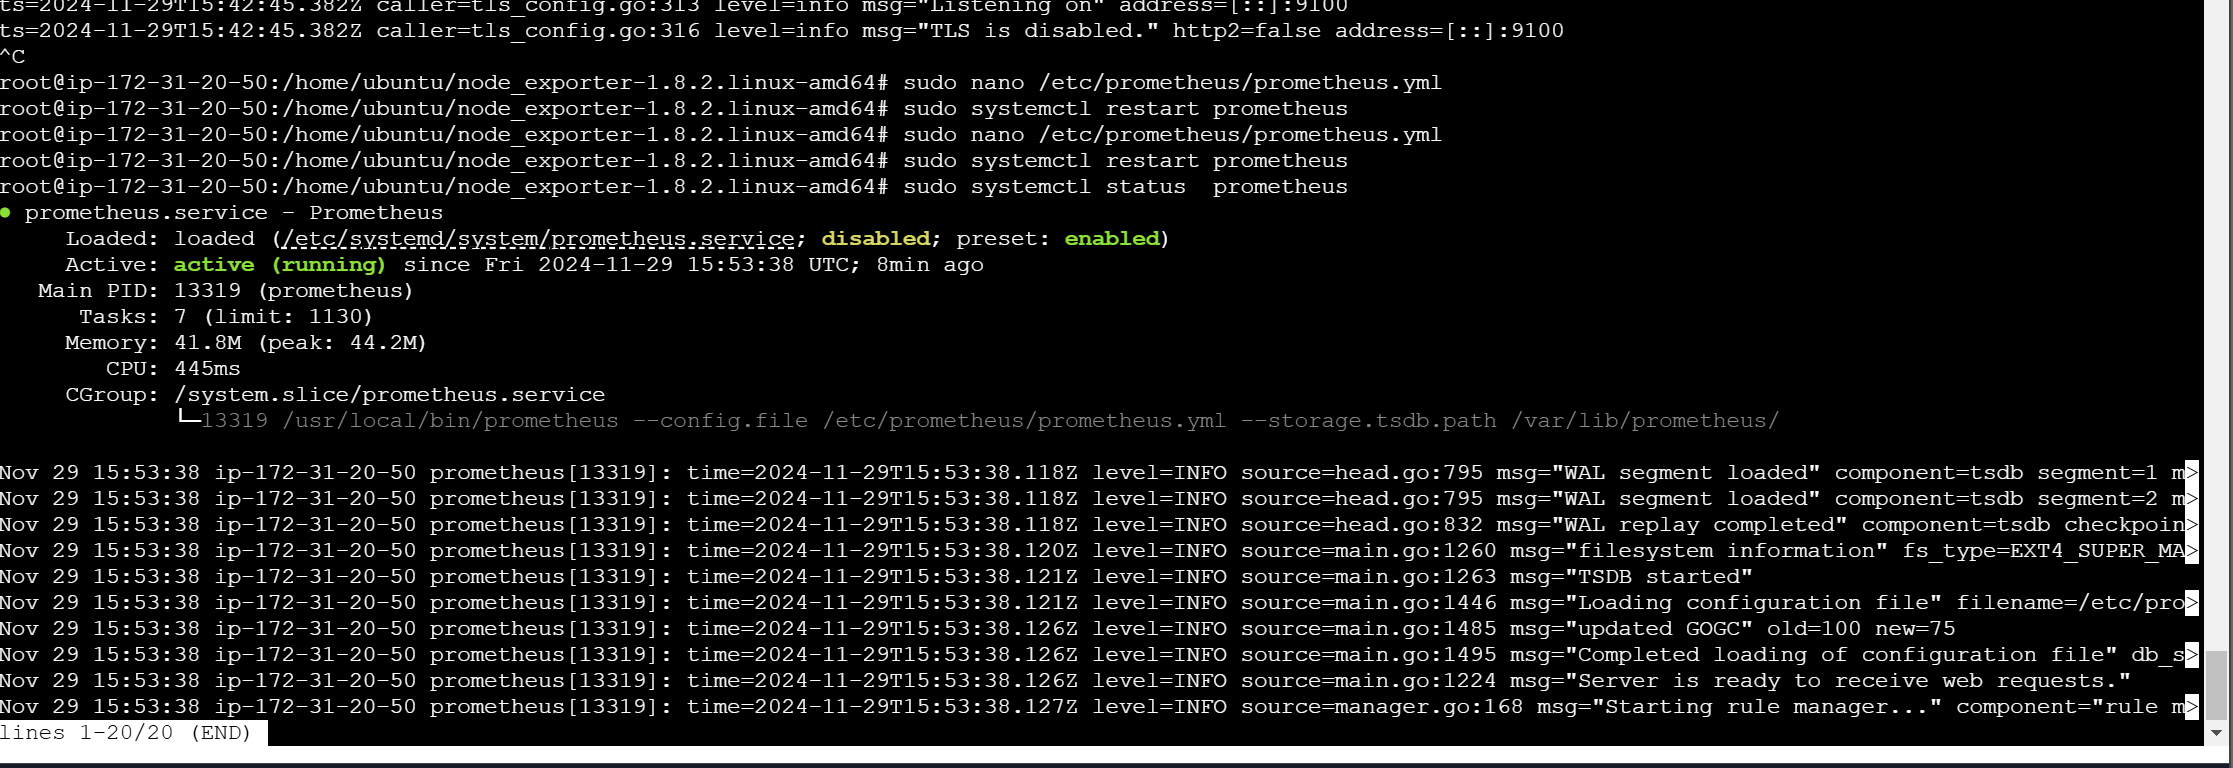 ts=2024-11-29T15:42:45.382Z caller=tls_config.go:313 level=info msg="Listening on" address=[::]:9100
ts=2024-11-29T15:42:45.382Z caller=tls_config.go:316 level=info msg="TLS is disabled." http2=false address=[::]:9100
^C
root@ip-172-31-20-50:/home/ubuntu/node_exporter-1.8.2.linux-amd64# sudo nano /etc/prometheus/prometheus.yml
root@ip-172-31-20-50:/home/ubuntu/node_exporter-1.8.2.linux-amd64# sudo systemctl restart prometheus
root@ip-172-31-20-50:/home/ubuntu/node_exporter-1.8.2.linux-amd64# sudo nano /etc/prometheus/prometheus.yml
root@ip-172-31-20-50:/home/ubuntu/node_exporter-1.8.2.linux-amd64# sudo systemctl restart prometheus
root@ip-172-31-20-50:/home/ubuntu/node_exporter-1.8.2.linux-amd64# sudo systemctl status  prometheus
● prometheus.service - Prometheus
     Loaded: loaded (/etc/systemd/system/prometheus.service; disabled; preset: enabled)
     Active: active (running) since Fri 2024-11-29 15:53:38 UTC; 8min ago
   Main PID: 13319 (prometheus)
      Tasks: 7 (limit: 1130)
     Memory: 41.8M (peak: 44.2M)
        CPU: 445ms
     CGroup: /system.slice/prometheus.service
             └─13319 /usr/local/bin/prometheus --config.file /etc/prometheus/prometheus.yml --storage.tsdb.path /var/lib/prometheus/
Nov 29 15:53:38 ip-172-31-20-50 prometheus[13319]: time=2024-11-29T15:53:38.118Z level=INFO source=head.go:795 msg="WAL segment loaded" component=tsdb segment=1 m>
Nov 29 15:53:38 ip-172-31-20-50 prometheus[13319]: time=2024-11-29T15:53:38.118Z level=INFO source=head.go:795 msg="WAL segment loaded" component=tsdb segment=2 m>
Nov 29 15:53:38 ip-172-31-20-50 prometheus[13319]: time=2024-11-29T15:53:38.118Z level=INFO source=head.go:832 msg="WAL replay completed" component=tsdb checkpoin>
Nov 29 15:53:38 ip-172-31-20-50 prometheus[13319]: time=2024-11-29T15:53:38.120Z level=INFO source=main.go:1260 msg="filesystem information" fs_type=EXT4_SUPER_MA>
Nov 29 15:53:38 ip-172-31-20-50 prometheus[13319]: time=2024-11-29T15:53:38.121Z level=INFO source=main.go:1263 msg="TSDB started"
Nov 29 15:53:38 ip-172-31-20-50 prometheus[13319]: time=2024-11-29T15:53:38.121Z level=INFO source=main.go:1446 msg="Loading configuration file" filename=/etc/pro>
Nov 29 15:53:38 ip-172-31-20-50 prometheus[13319]: time=2024-11-29T15:53:38.126Z level=INFO source=main.go:1485 msg="updated GOGC" old=100 new=75
Nov 29 15:53:38 ip-172-31-20-50 prometheus[13319]: time=2024-11-29T15:53:38.126Z level=INFO source=main.go:1495 msg="Completed loading of configuration file" db_s>
Nov 29 15:53:38 ip-172-31-20-50 prometheus[13319]: time=2024-11-29T15:53:38.126Z level=INFO source=main.go:1224 msg="Server is ready to receive web requests."
Nov 29 15:53:38 ip-172-31-20-50 prometheus[13319]: time=2024-11-29T15:53:38.127Z level=INFO source=manager.go:168 msg="Starting rule manager..." component="rule m>
lines 1-20/20 (END)